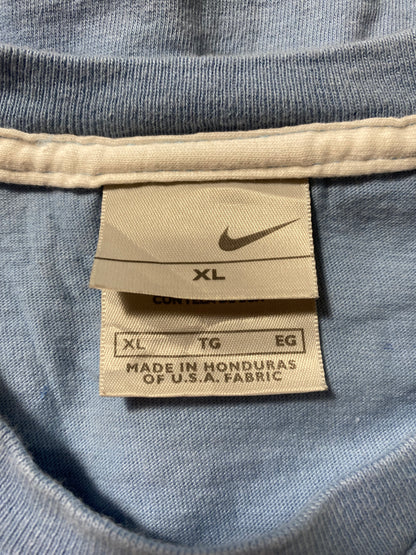 XL
XL TG EG
MADE IN HONDURAS
OF U.S.A. FABRIC